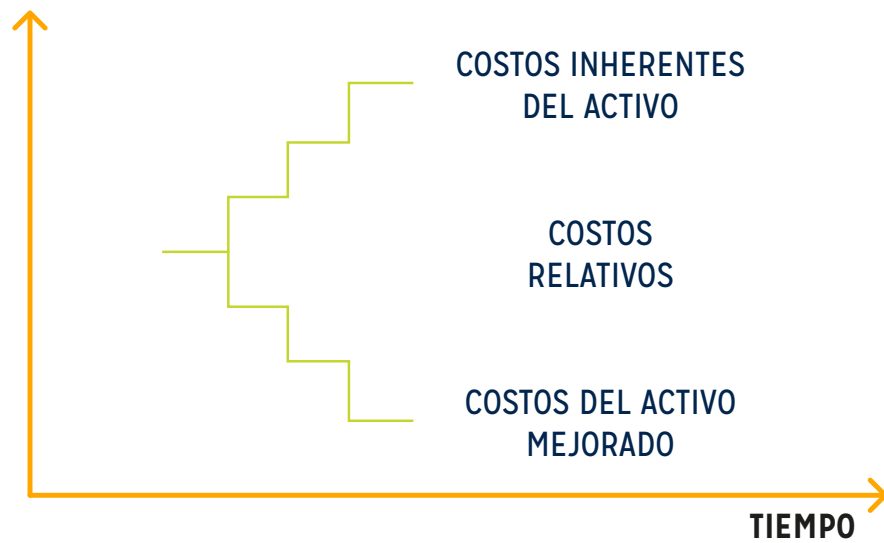 COSTOS INHERENTES
DEL ACTIVO
COSTOS
RELATIVOS
COSTOS DEL ACTIVO
MEJORADO
TIEMPO